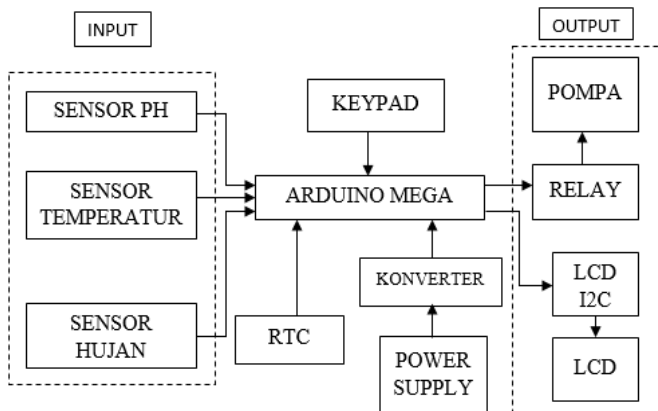 INPUT
OUTPUT
SENSOR PH
SENSOR
TEMPERATUR
SENSOR
HUJAN
KEYPAD
ARDUINO MEGA
RTC
KONVERTER
POWER
SUPPLY
POMPA
RELAY
LCD
I2C
LCD